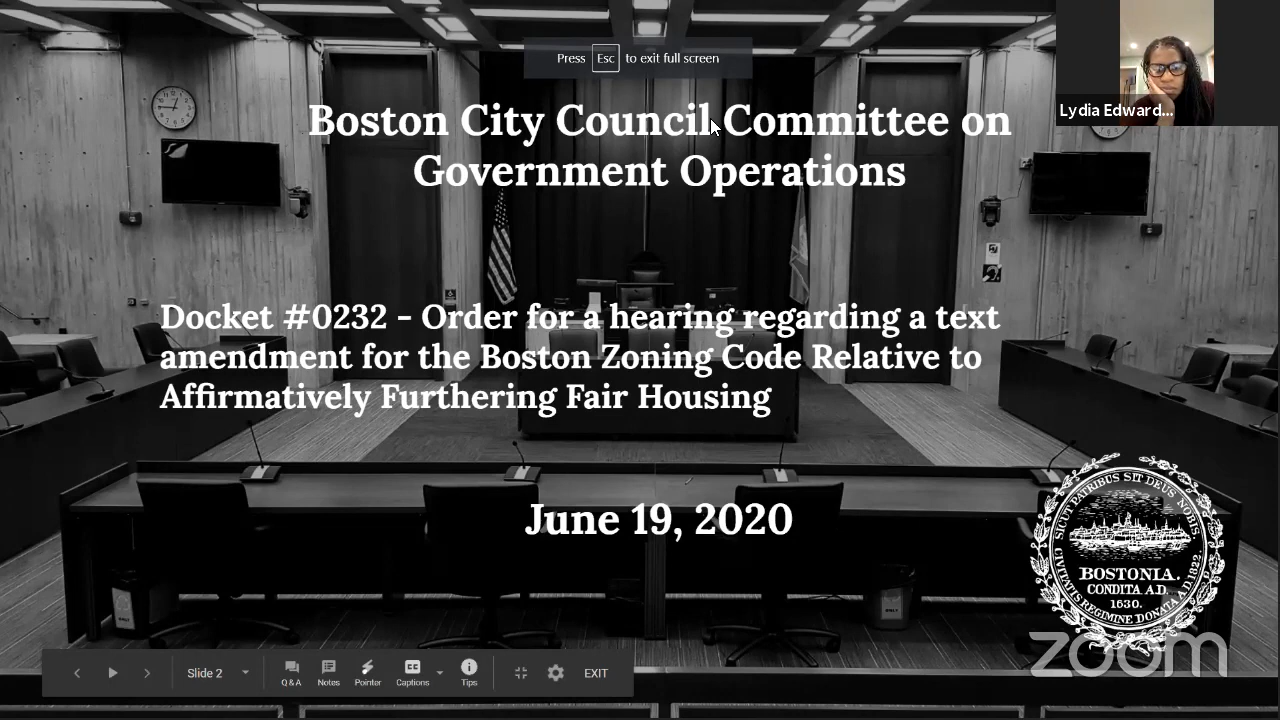 Press Esc to exit full screen
Lydia Edward...
Boston City Council Committee on
Government Operations
Docket #0232 - Order for a hearing regarding a text
amendment for the Boston Zoning Code Relative to
Affirmatively Furthering Fair Housing
June 19, 2020
SICUT PATRIBUS SIT DEUS NOBIS
BOSTONIA.
CONDITA A.D.
1630.
CIVITATIS REGIMINE DONATA A.D. 1822.
zoom
Slide 2
Q&A
Notes
Pointer
CC
Captions
Tips
EXIT